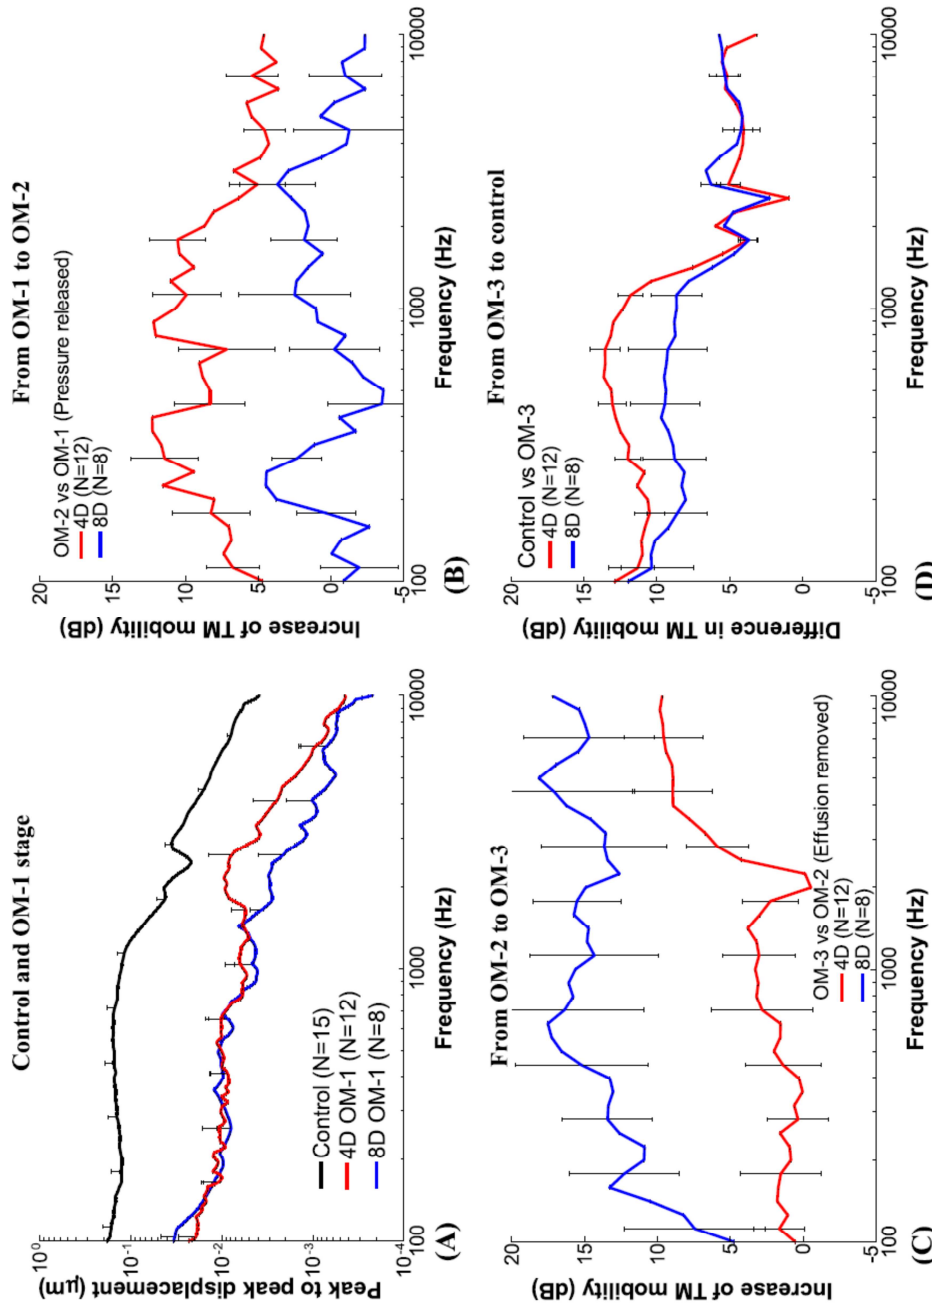 Control and OM-1 stage
Peak to peak displacement (μm)
10⁰
10⁻¹
10⁻²
10⁻³
10⁻⁴
Control (N=15)
4D OM-1 (N=12)
8D OM-1 (N=8)
100
1000
10000
Frequency (Hz)
(A)
From OM-1 to OM-2
Increase of TM mobility (dB)
20
15
10
5
0
-5
OM-2 vs OM-1 (Pressure released)
4D (N=12)
8D (N=8)
100
1000
10000
Frequency (Hz)
(B)
From OM-2 to OM-3
Increase of TM mobility (dB)
20
15
10
5
0
-5
OM-3 vs OM-2 (Effusion removed)
4D (N=12)
8D (N=8)
100
1000
10000
Frequency (Hz)
(C)
From OM-3 to control
Difference in TM mobility (dB)
20
15
10
5
0
-5
Control vs OM-3
4D (N=12)
8D (N=8)
100
1000
10000
Frequency (Hz)
(D)